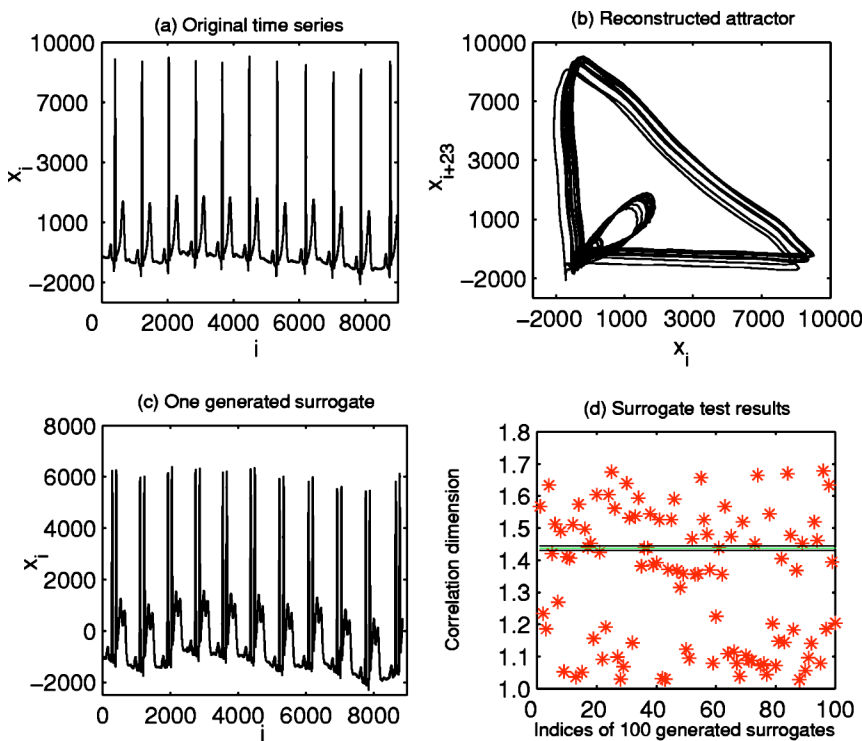 (a) Original time series
10000
7000
3000
1000
−2000
x_i
0 2000 4000 6000 8000
i
(b) Reconstructed attractor
10000
7000
3000
1000
−2000
x_{i+23}
−2000 1000 3000 7000 10000
x_i
(c) One generated surrogate
8000
6000
4000
2000
0
−2000
x_i
0 2000 4000 6000 8000
i
(d) Surrogate test results
1.8
1.7
1.6
1.5
1.4
1.3
1.2
1.1
1.0
Correlation dimension
0 20 40 60 80 100
Indices of 100 generated surrogates